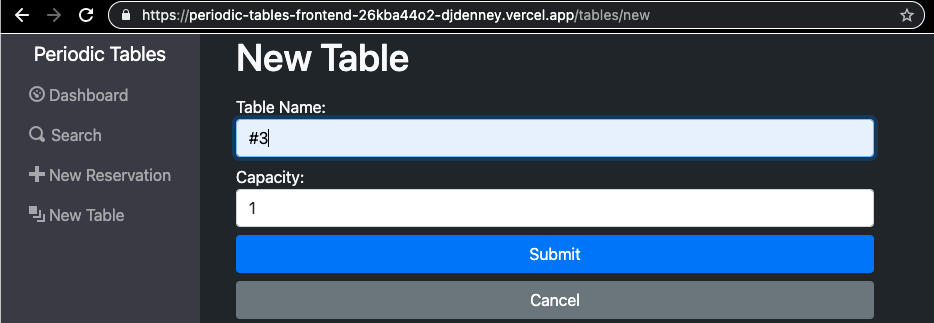 https://periodic-tables-frontend-26kba44o2-djdenney.vercel.app/tables/new
Periodic Tables
Dashboard
Search
New Reservation
New Table
New Table
Table Name:
#3
Capacity:
1
Submit
Cancel